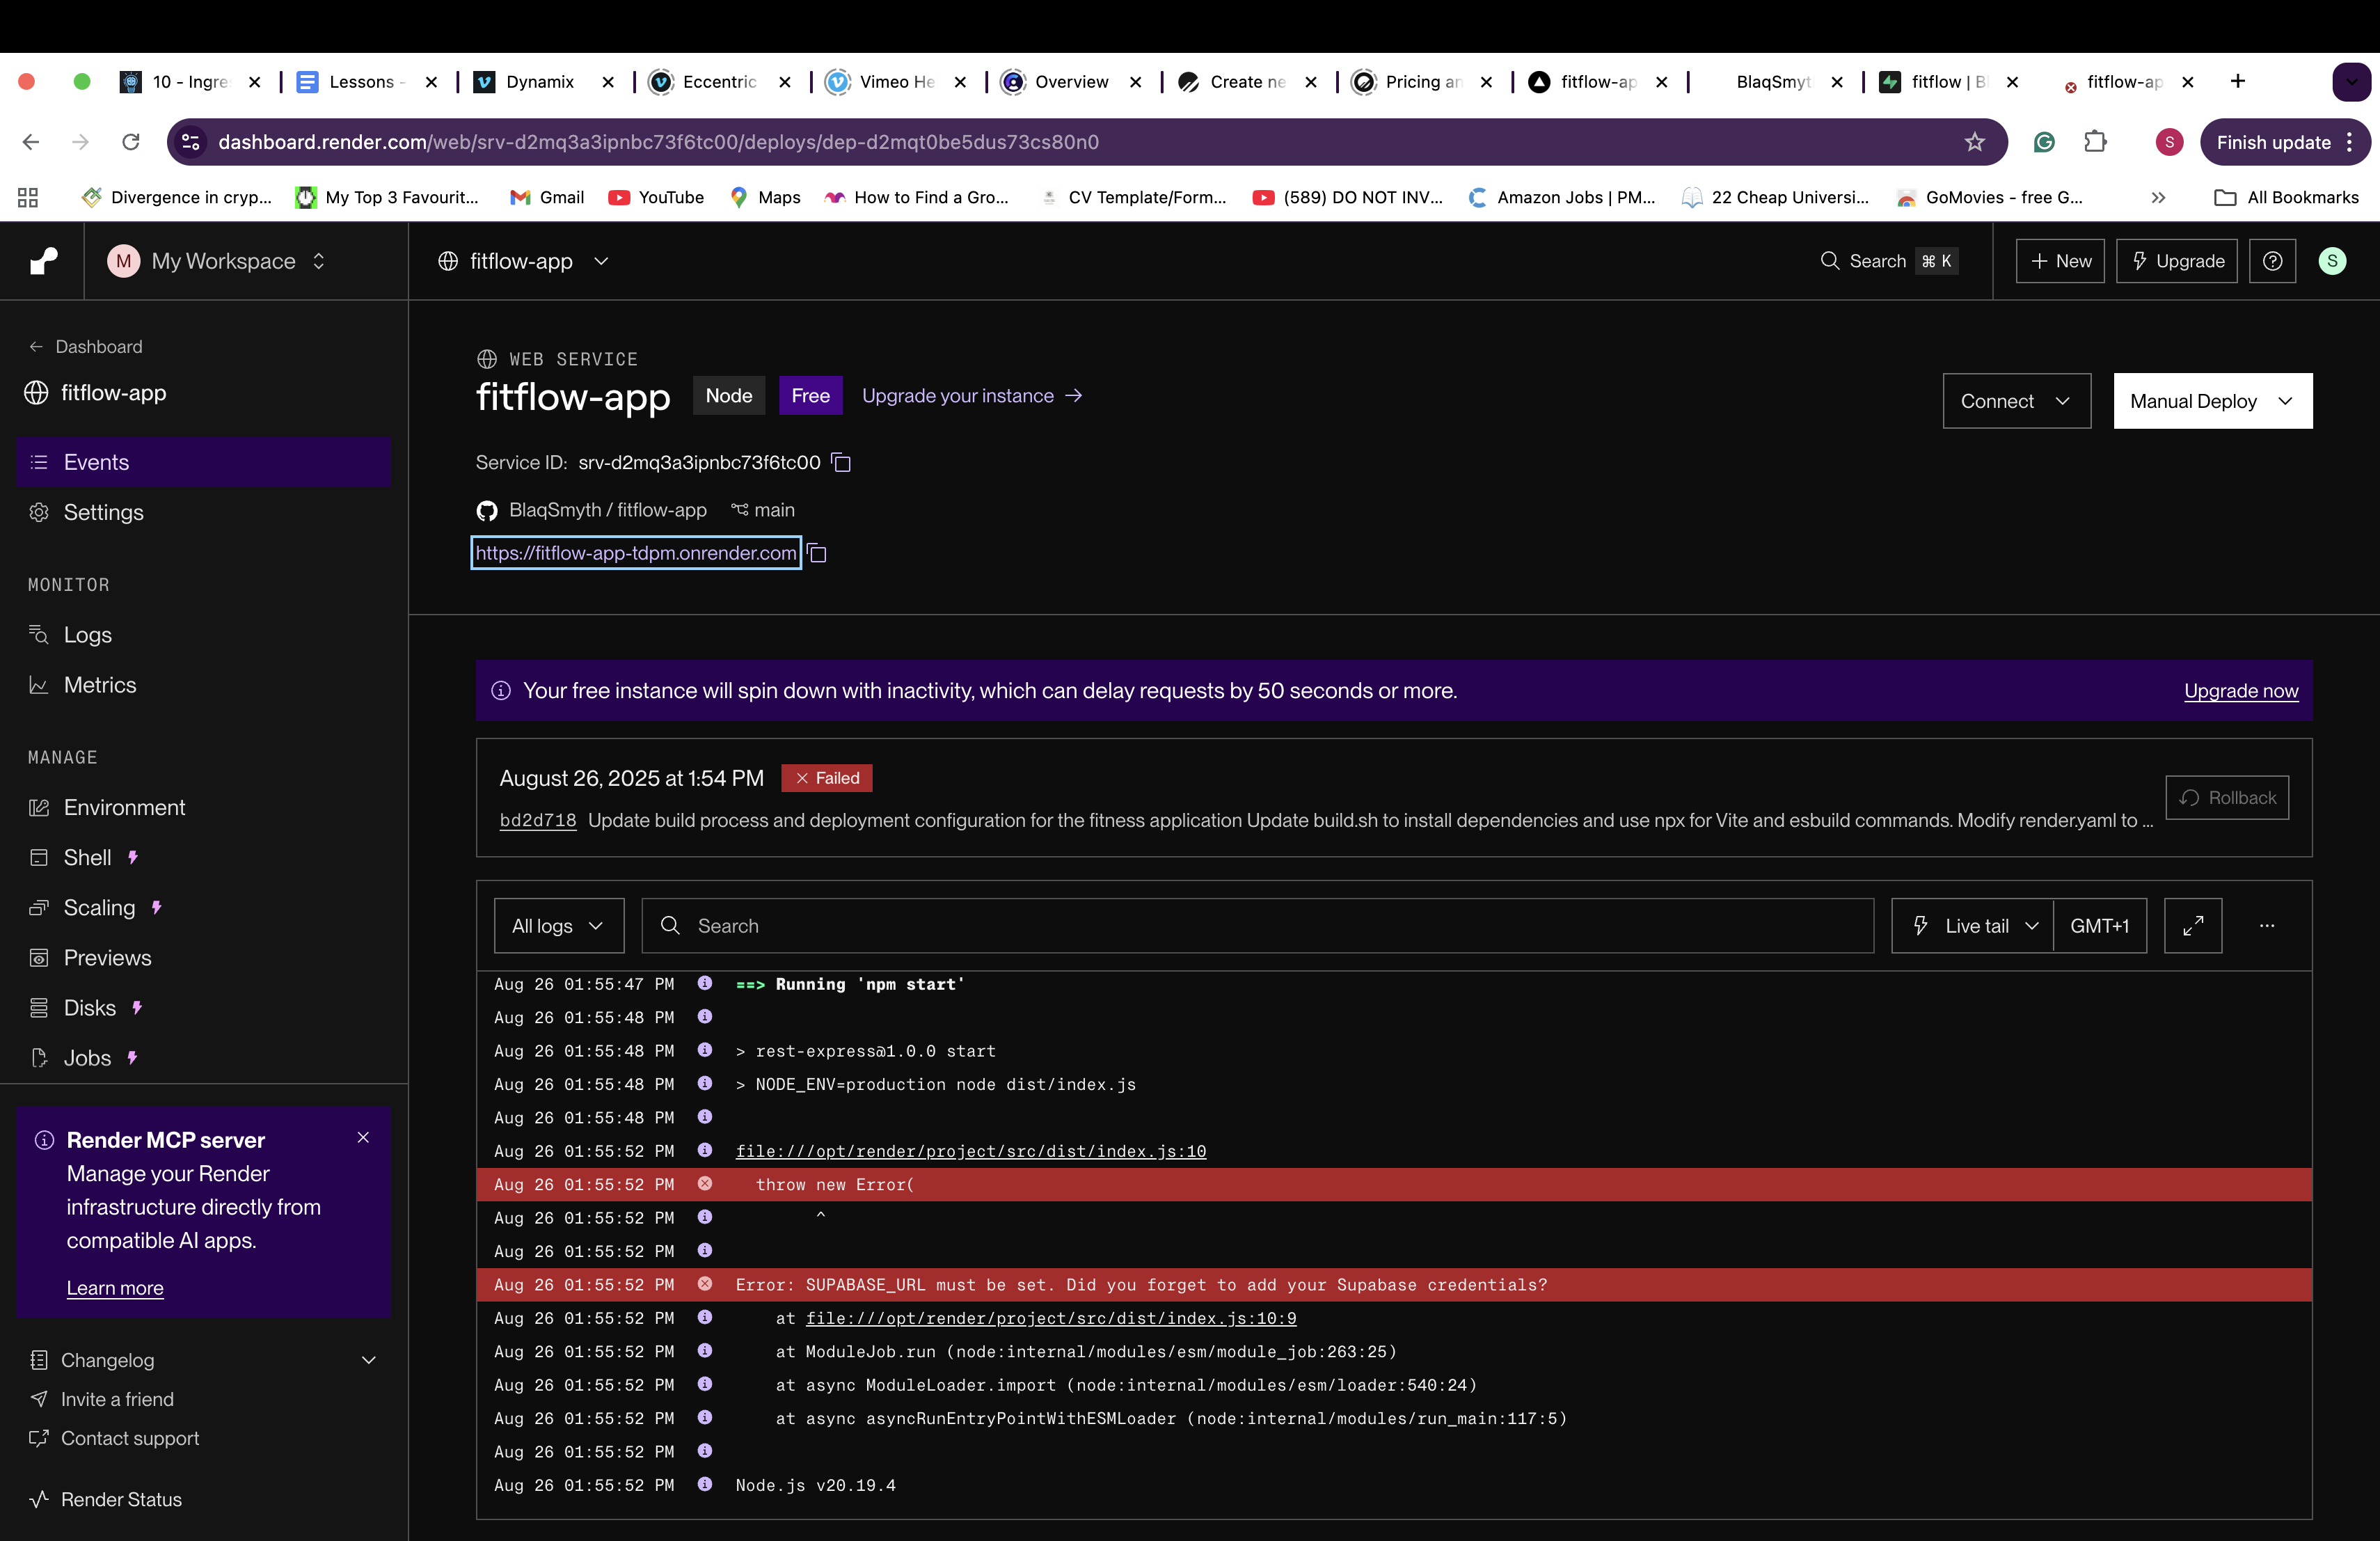 10 - Ingre
Lessons -
Dynamix
Eccentric
Vimeo He
Overview
Create ne
Pricing an
fitflow-ap
BlaqSmyt
fitflow | Bl
fitflow-ap
dashboard.render.com/web/srv-d2mq3a3ipnbc73f6tc00/deploys/dep-d2mqt0be5dus73cs80n0
S
Finish update
Divergence in cryp...
My Top 3 Favourit...
Gmail
YouTube
Maps
How to Find a Gro...
CV Template/Form...
(589) DO NOT INV...
Amazon Jobs | PM...
22 Cheap Universi...
GoMovies - free G...
All Bookmarks
M My Workspace
fitflow-app
Search ⌘ K
+ New
Upgrade
S
← Dashboard
fitflow-app
Events
Settings
MONITOR
Logs
Metrics
MANAGE
Environment
Shell
Scaling
Previews
Disks
Jobs
Render MCP server
Manage your Render
infrastructure directly from
compatible AI apps.
Learn more
Changelog
Invite a friend
Contact support
Render Status
WEB SERVICE
fitflow-app Node Free Upgrade your instance →
Connect
Manual Deploy
Service ID: srv-d2mq3a3ipnbc73f6tc00
BlaqSmyth / fitflow-app main
https://fitflow-app-tdpm.onrender.com
Your free instance will spin down with inactivity, which can delay requests by 50 seconds or more.
Upgrade now
August 26, 2025 at 1:54 PM Failed
bd2d718 Update build process and deployment configuration for the fitness application Update build.sh to install dependencies and use npx for Vite and esbuild commands. Modify render.yaml to ...
Rollback
All logs
Search
Live tail
GMT+1
...
Aug 26 01:55:47 PM ==> Running 'npm start'
Aug 26 01:55:48 PM
Aug 26 01:55:48 PM > rest-express@1.0.0 start
Aug 26 01:55:48 PM > NODE_ENV=production node dist/index.js
Aug 26 01:55:48 PM
Aug 26 01:55:52 PM file:///opt/render/project/src/dist/index.js:10
Aug 26 01:55:52 PM throw new Error(
Aug 26 01:55:52 PM ^
Aug 26 01:55:52 PM
Aug 26 01:55:52 PM Error: SUPABASE_URL must be set. Did you forget to add your Supabase credentials?
Aug 26 01:55:52 PM at file:///opt/render/project/src/dist/index.js:10:9
Aug 26 01:55:52 PM at ModuleJob.run (node:internal/modules/esm/module_job:263:25)
Aug 26 01:55:52 PM at async ModuleLoader.import (node:internal/modules/esm/loader:540:24)
Aug 26 01:55:52 PM at async asyncRunEntryPointWithESMLoader (node:internal/modules/run_main:117:5)
Aug 26 01:55:52 PM
Aug 26 01:55:52 PM Node.js v20.19.4